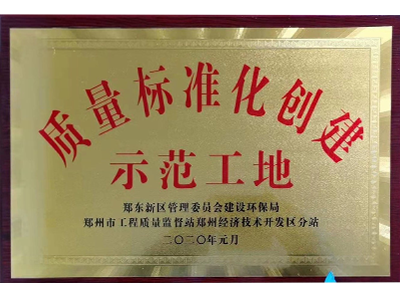 质量标准化创建
示范工地
郑东新区管理委员会建设环保局
郑州市工程质量监督站郑州经济技术开发区分站
二〇二〇年元月